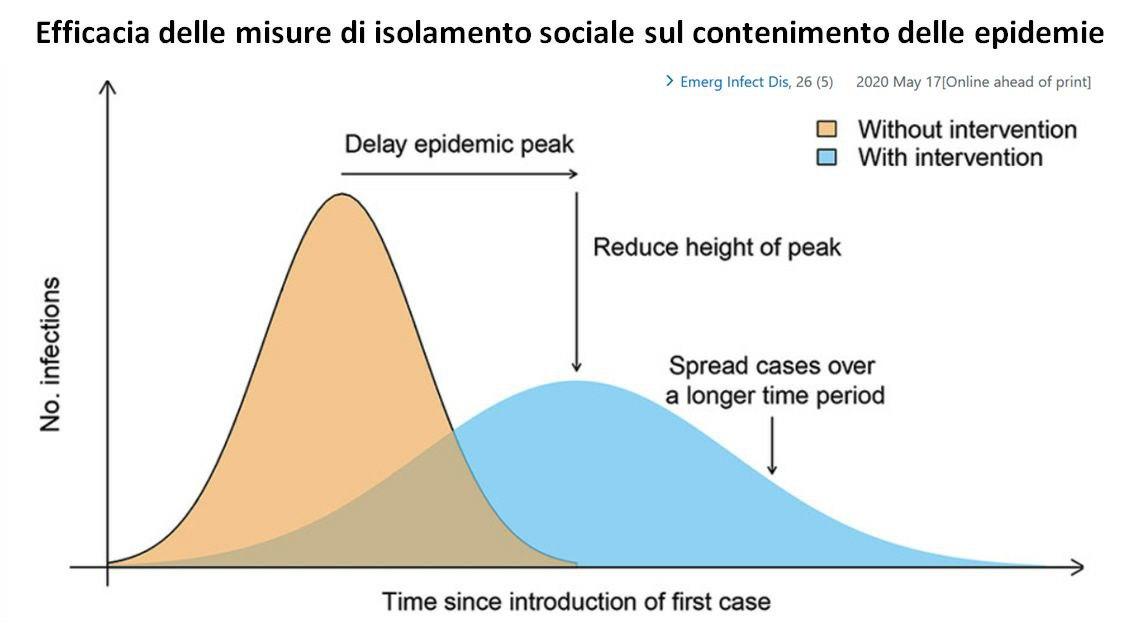 Efficacia delle misure di isolamento sociale sul contenimento delle epidemie
> Emerg Infect Dis, 26 (5) 2020 May 17[Online ahead of print]
Without intervention
With intervention
Delay epidemic peak
Reduce height of peak
Spread cases over
a longer time period
No. infections
Time since introduction of first case